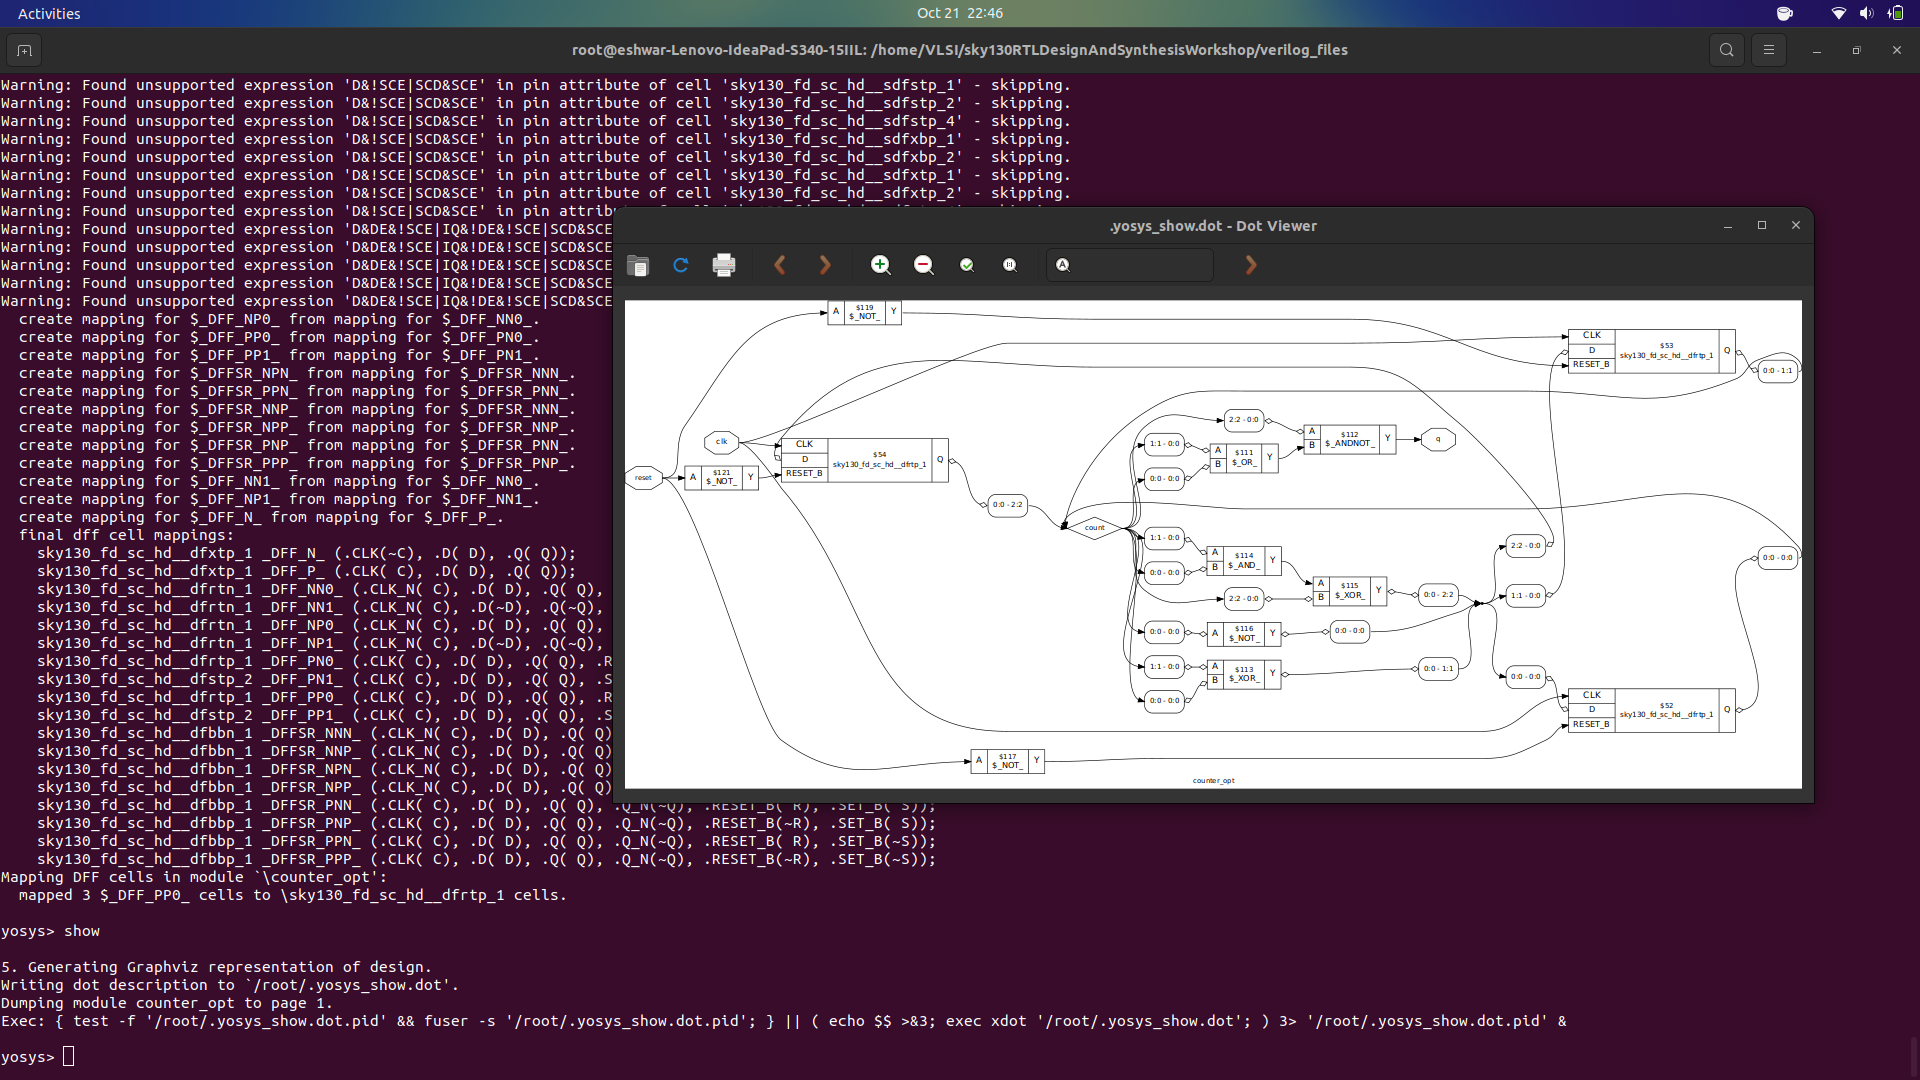 Activities
Oct 21 22:46
root@eshwar-Lenovo-IdeaPad-S340-15IIL: /home/VLSI/sky130RTLDesignAndSynthesisWorkshop/verilog_files
Warning: Found unsupported expression 'D&!SCE|SCD&SCE' in pin attribute of cell 'sky130_fd_sc_hd__sdfstp_1' - skipping.
Warning: Found unsupported expression 'D&!SCE|SCD&SCE' in pin attribute of cell 'sky130_fd_sc_hd__sdfstp_2' - skipping.
Warning: Found unsupported expression 'D&!SCE|SCD&SCE' in pin attribute of cell 'sky130_fd_sc_hd__sdfstp_4' - skipping.
Warning: Found unsupported expression 'D&!SCE|SCD&SCE' in pin attribute of cell 'sky130_fd_sc_hd__sdfxbp_1' - skipping.
Warning: Found unsupported expression 'D&!SCE|SCD&SCE' in pin attribute of cell 'sky130_fd_sc_hd__sdfxbp_2' - skipping.
Warning: Found unsupported expression 'D&!SCE|SCD&SCE' in pin attribute of cell 'sky130_fd_sc_hd__sdfxtp_1' - skipping.
Warning: Found unsupported expression 'D&!SCE|SCD&SCE' in pin attribute of cell 'sky130_fd_sc_hd__sdfxtp_2' - skipping.
Warning: Found unsupported expression 'D&!SCE|SCD&SCE' in pin attrib
Warning: Found unsupported expression 'D&DE&!SCE|IQ&!DE&!SCE|SCD&SCE
Warning: Found unsupported expression 'D&DE&!SCE|IQ&!DE&!SCE|SCD&SCE
Warning: Found unsupported expression 'D&DE&!SCE|IQ&!DE&!SCE|SCD&SCE
Warning: Found unsupported expression 'D&DE&!SCE|IQ&!DE&!SCE|SCD&SCE
Warning: Found unsupported expression 'D&DE&!SCE|IQ&!DE&!SCE|SCD&SCE
create mapping for $_DFF_NP0_ from mapping for $_DFF_NN0_.
create mapping for $_DFF_PP0_ from mapping for $_DFF_PN0_.
create mapping for $_DFF_PP1_ from mapping for $_DFF_PN1_.
create mapping for $_DFFSR_NPN_ from mapping for $_DFFSR_NNN_.
create mapping for $_DFFSR_PPN_ from mapping for $_DFFSR_PNN_.
create mapping for $_DFFSR_NNP_ from mapping for $_DFFSR_NNN_.
create mapping for $_DFFSR_NPP_ from mapping for $_DFFSR_NNP_.
create mapping for $_DFFSR_PNP_ from mapping for $_DFFSR_PNN_.
create mapping for $_DFFSR_PPP_ from mapping for $_DFFSR_PNP_.
create mapping for $_DFF_NN1_ from mapping for $_DFF_NN0_.
create mapping for $_DFF_NP1_ from mapping for $_DFF_NN1_.
create mapping for $_DFF_N_ from mapping for $_DFF_P_.
final dff cell mappings:
sky130_fd_sc_hd__dfxtp_1 _DFF_N_ (.CLK(~C), .D( D), .Q( Q));
sky130_fd_sc_hd__dfxtp_1 _DFF_P_ (.CLK( C), .D( D), .Q( Q));
sky130_fd_sc_hd__dfrtn_1 _DFF_NN0_ (.CLK_N( C), .D( D), .Q( Q),
sky130_fd_sc_hd__dfrtn_1 _DFF_NN1_ (.CLK_N( C), .D(~D), .Q(~Q),
sky130_fd_sc_hd__dfrtn_1 _DFF_NP0_ (.CLK_N( C), .D( D), .Q( Q),
sky130_fd_sc_hd__dfrtn_1 _DFF_NP1_ (.CLK_N( C), .D(~D), .Q(~Q),
sky130_fd_sc_hd__dfrtp_1 _DFF_PN0_ (.CLK( C), .D( D), .Q( Q), .R
sky130_fd_sc_hd__dfstp_2 _DFF_PN1_ (.CLK( C), .D( D), .Q( Q), .S
sky130_fd_sc_hd__dfrtp_1 _DFF_PP0_ (.CLK( C), .D( D), .Q( Q), .R
sky130_fd_sc_hd__dfstp_2 _DFF_PP1_ (.CLK( C), .D( D), .Q( Q), .S
sky130_fd_sc_hd__dfbbn_1 _DFFSR_NNN_ (.CLK_N( C), .D( D), .Q( Q)
sky130_fd_sc_hd__dfbbn_1 _DFFSR_NNP_ (.CLK_N( C), .D( D), .Q( Q)
sky130_fd_sc_hd__dfbbn_1 _DFFSR_NPN_ (.CLK_N( C), .D( D), .Q( Q)
sky130_fd_sc_hd__dfbbn_1 _DFFSR_NPP_ (.CLK_N( C), .D( D), .Q( Q)
sky130_fd_sc_hd__dfbbp_1 _DFFSR_PNN_ (.CLK( C), .D( D), .Q( Q), .Q_N(~Q), .RESET_B( R), .SET_B( S));
sky130_fd_sc_hd__dfbbp_1 _DFFSR_PNP_ (.CLK( C), .D( D), .Q( Q), .Q_N(~Q), .RESET_B(~R), .SET_B( S));
sky130_fd_sc_hd__dfbbp_1 _DFFSR_PPN_ (.CLK( C), .D( D), .Q( Q), .Q_N(~Q), .RESET_B( R), .SET_B(~S));
sky130_fd_sc_hd__dfbbp_1 _DFFSR_PPP_ (.CLK( C), .D( D), .Q( Q), .Q_N(~Q), .RESET_B(~R), .SET_B(~S));
Mapping DFF cells in module `\counter_opt':
mapped 3 $_DFF_PP0_ cells to \sky130_fd_sc_hd__dfrtp_1 cells.
yosys> show
5. Generating Graphviz representation of design.
Writing dot description to `/root/.yosys_show.dot'.
Dumping module counter_opt to page 1.
Exec: { test -f '/root/.yosys_show.dot.pid' && fuser -s '/root/.yosys_show.dot.pid'; } || ( echo $$ >&3; exec xdot '/root/.yosys_show.dot'; ) 3> '/root/.yosys_show.dot.pid' &
yosys>
.yosys_show.dot - Dot Viewer
A $119 $_NOT_ Y
CLK
D
RESET_B
$53
sky130_fd_sc_hd__dfrtp_1
Q
0:0 - 1:1
clk
reset
A $121 $_NOT_ Y
CLK
D
RESET_B
$54
sky130_fd_sc_hd__dfrtp_1
Q
0:0 - 2:2
count
2:2 - 0:0
1:1 - 0:0
0:0 - 0:0
A B $111 $_OR_ Y
A B $112 $_ANDNOT_ Y
q
1:1 - 0:0
0:0 - 0:0
A B $114 $_AND_ Y
2:2 - 0:0
A B $115 $_XOR_ Y
0:0 - 2:2
0:0 - 0:0
A $116 $_NOT_ Y
0:0 - 0:0
1:1 - 0:0
0:0 - 0:0
A B $113 $_XOR_ Y
0:0 - 1:1
2:2 - 0:0
1:1 - 0:0
0:0 - 0:0
0:0 - 0:0
CLK
D
RESET_B
$52
sky130_fd_sc_hd__dfrtp_1
Q
A $117 $_NOT_ Y
counter_opt